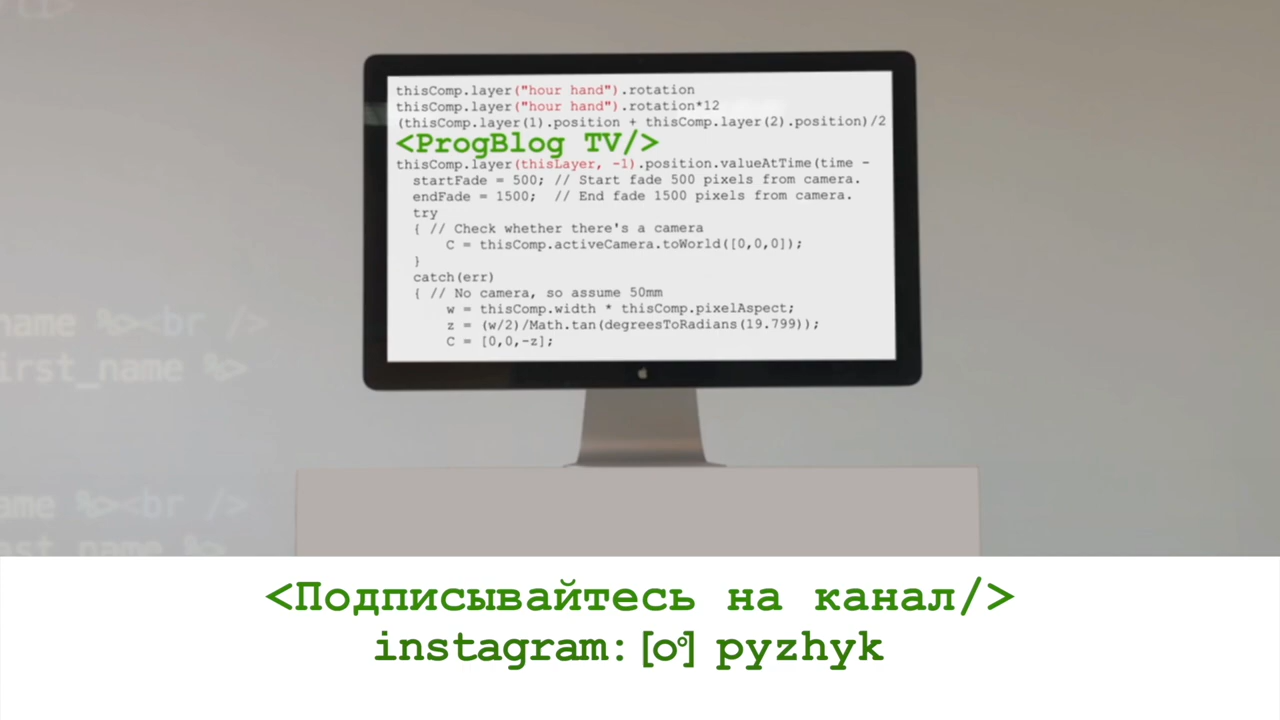 thisComp.layer("hour hand").rotation
thisComp.layer("hour hand").rotation*12
(thisComp.layer(1).position + thisComp.layer(2).position)/2
<ProgBlog TV/>
thisComp.layer(thisLayer, -1).position.valueAtTime(time -
startFade = 500; // Start fade 500 pixels from camera.
endFade = 1500; // End fade 1500 pixels from camera.
try
{ // Check whether there's a camera
C = thisComp.activeCamera.toWorld([0,0,0]);
}
catch(err)
{ // No camera, so assume 50mm
w = thisComp.width * thisComp.pixelAspect;
z = (w/2)/Math.tan(degreesToRadians(19.799));
C = [0,0,-z];
name %><br />
first_name %>
ame %><br />
ast_name %>
<Подписывайтесь на канал/>
instagram:[o°] pyzhyk